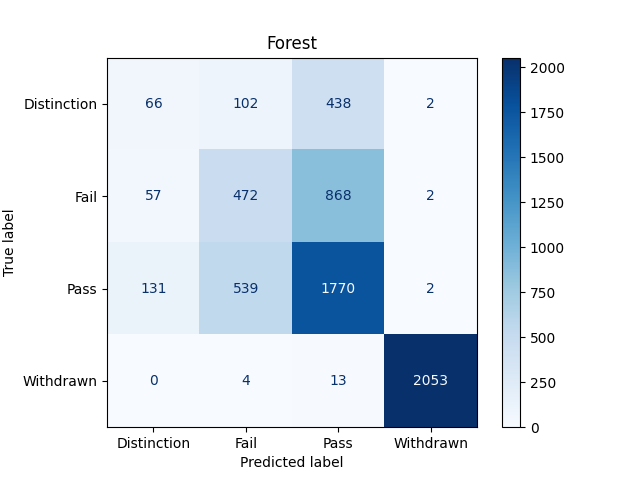 Forest
Distinction 66 102 438 2
Fail 57 472 868 2
Pass 131 539 1770 2
Withdrawn 0 4 13 2053
Distinction Fail Pass Withdrawn
Predicted label
True label
2000
1750
1500
1250
1000
750
500
250
0